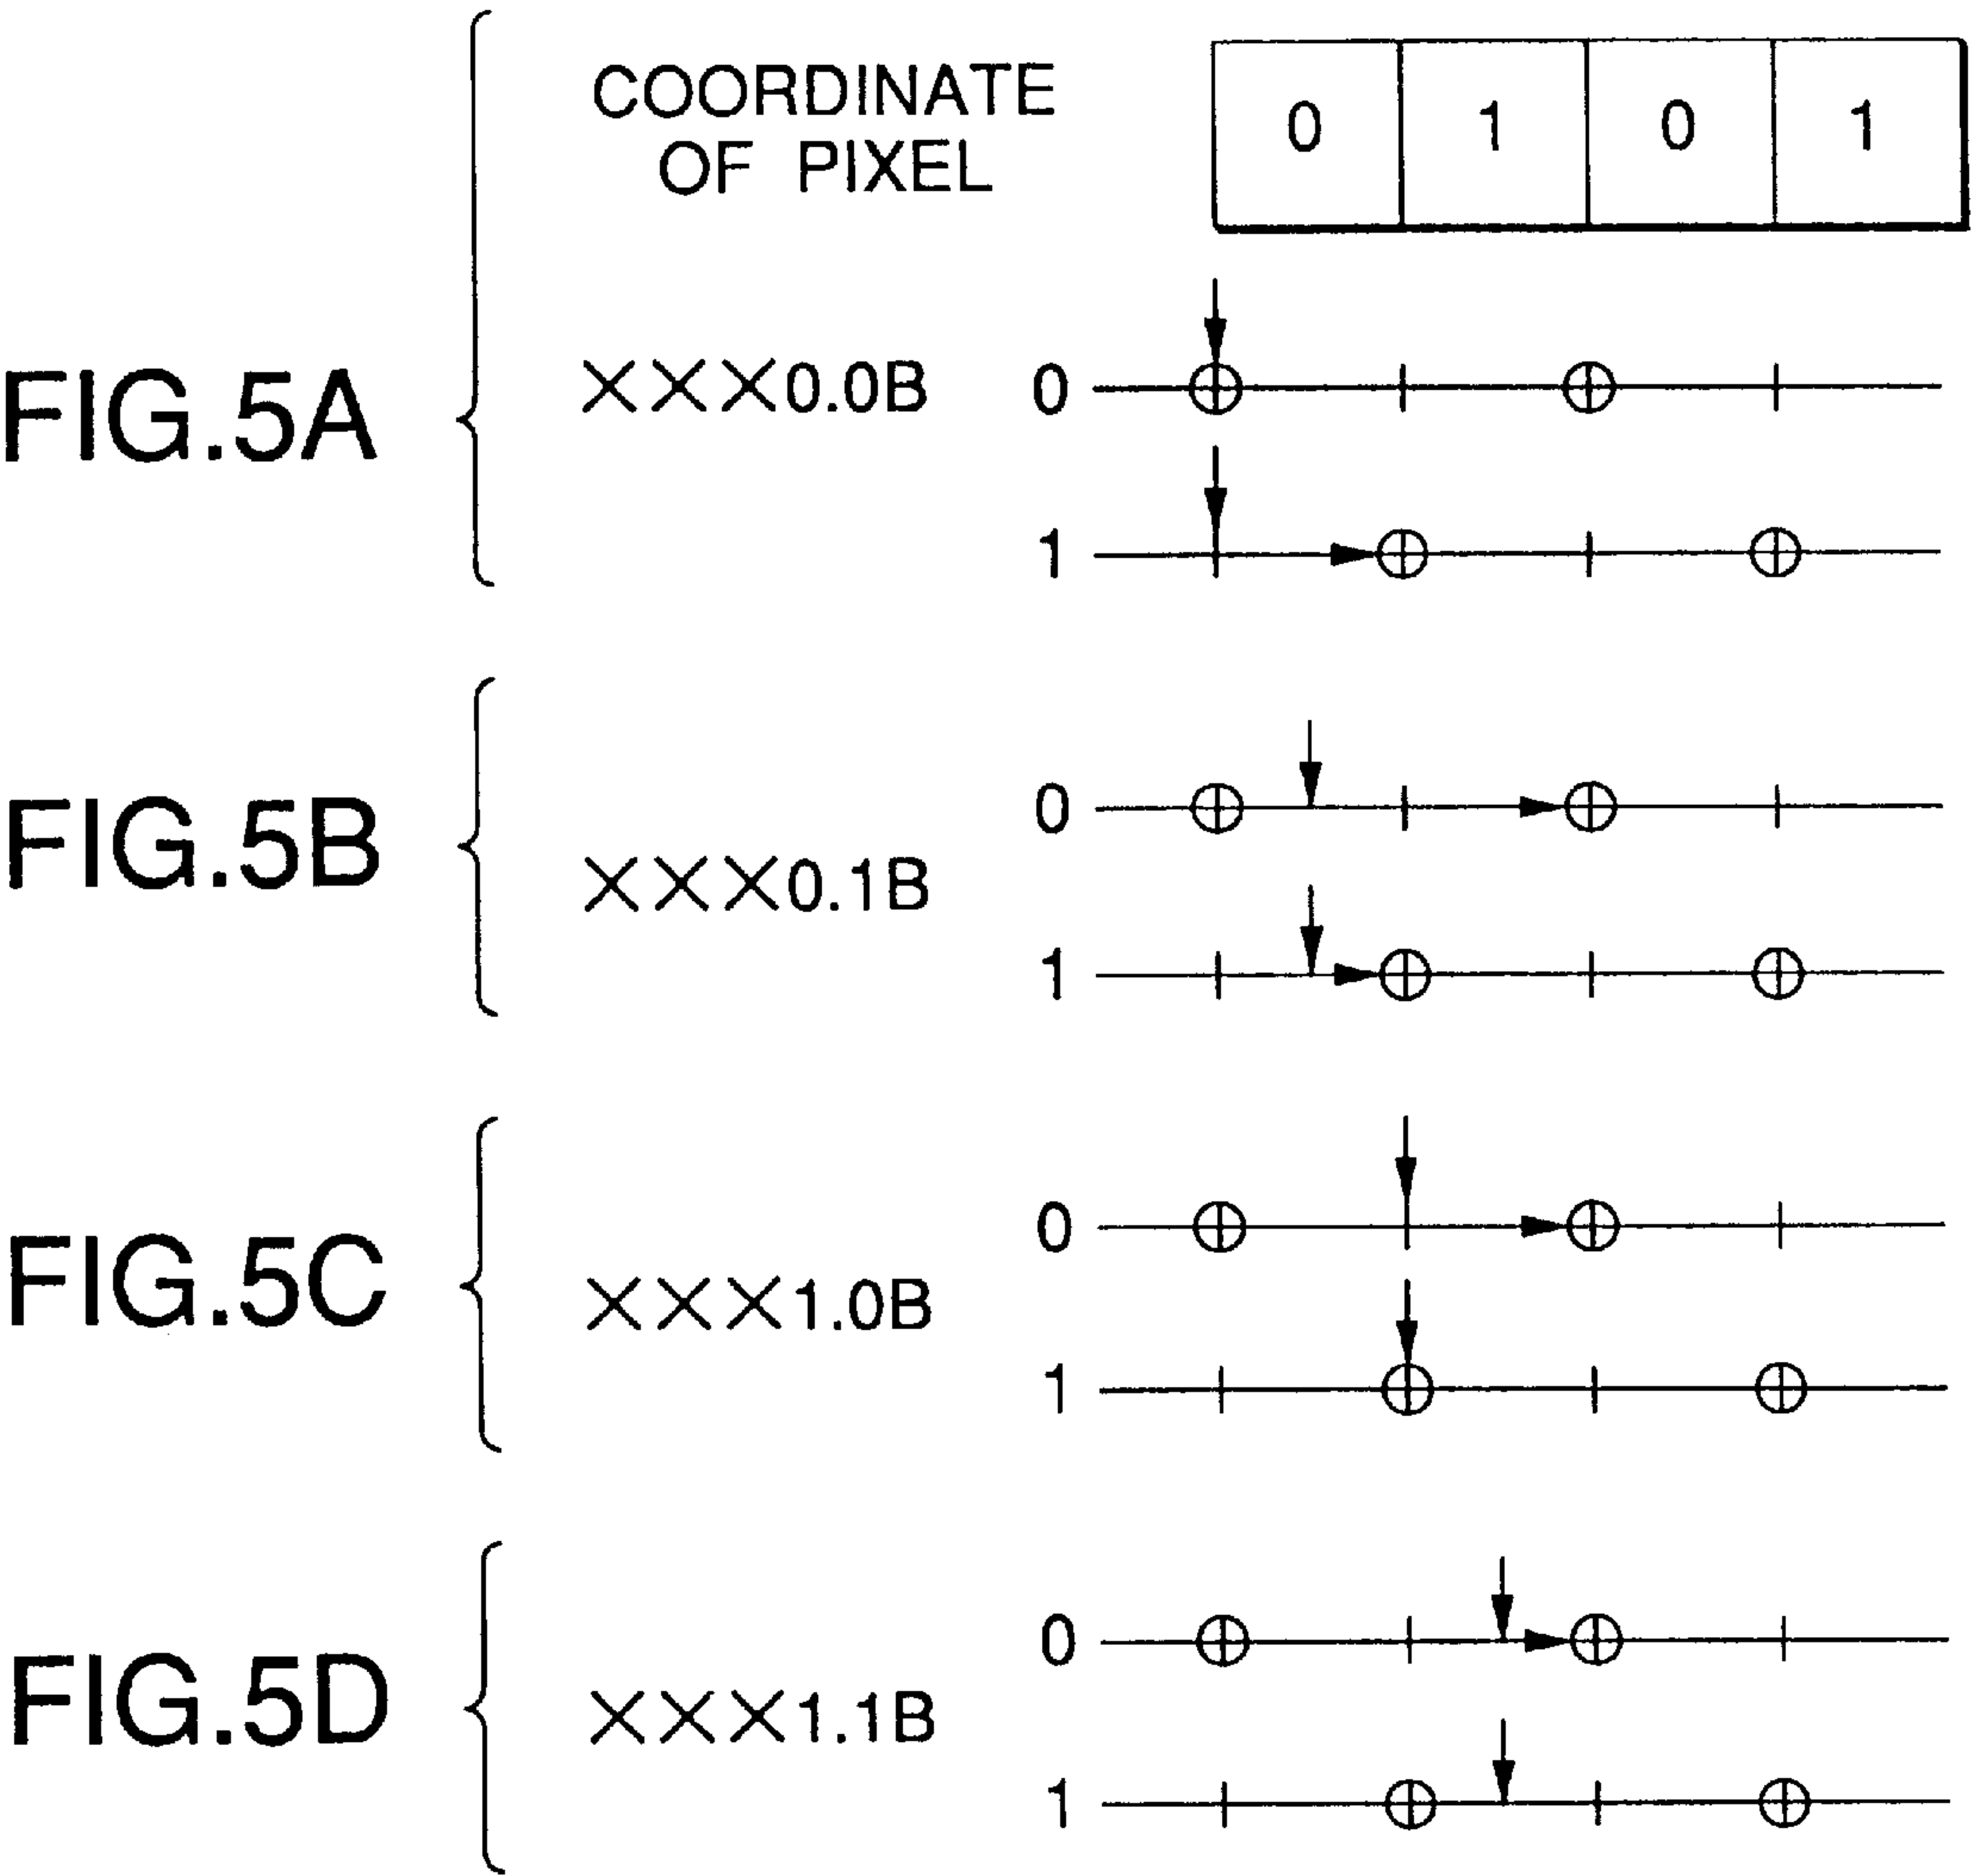 COORDINATE
OF PIXEL
0 1 0 1
FIG.5A
×××0.0B
0
1
FIG.5B
×××0.1B
0
1
FIG.5C
×××1.0B
0
1
FIG.5D
×××1.1B
0
1